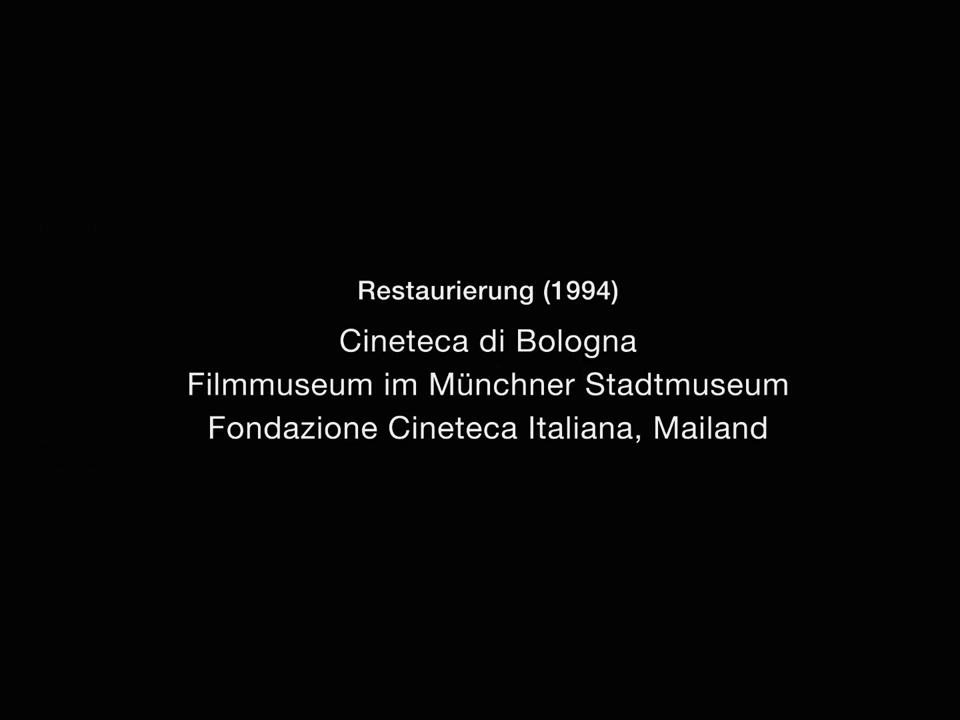 Restaurierung (1994)
Cineteca di Bologna
Filmmuseum im Münchner Stadtmuseum
Fondazione Cineteca Italiana, Mailand